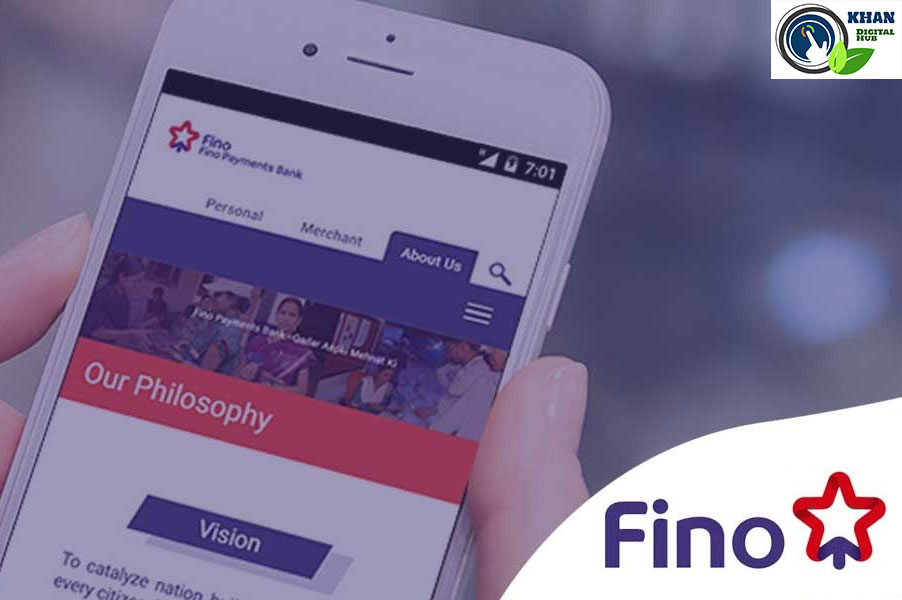 KHAN
DIGITAL
HUB
7:01
Fino
Fino Payments Bank
Personal
Merchant
About Us
Fino Payments Bank - Qadar Aapki Mehnat Ki
Our Philosophy
Vision
To catalyze nation
every
Fino